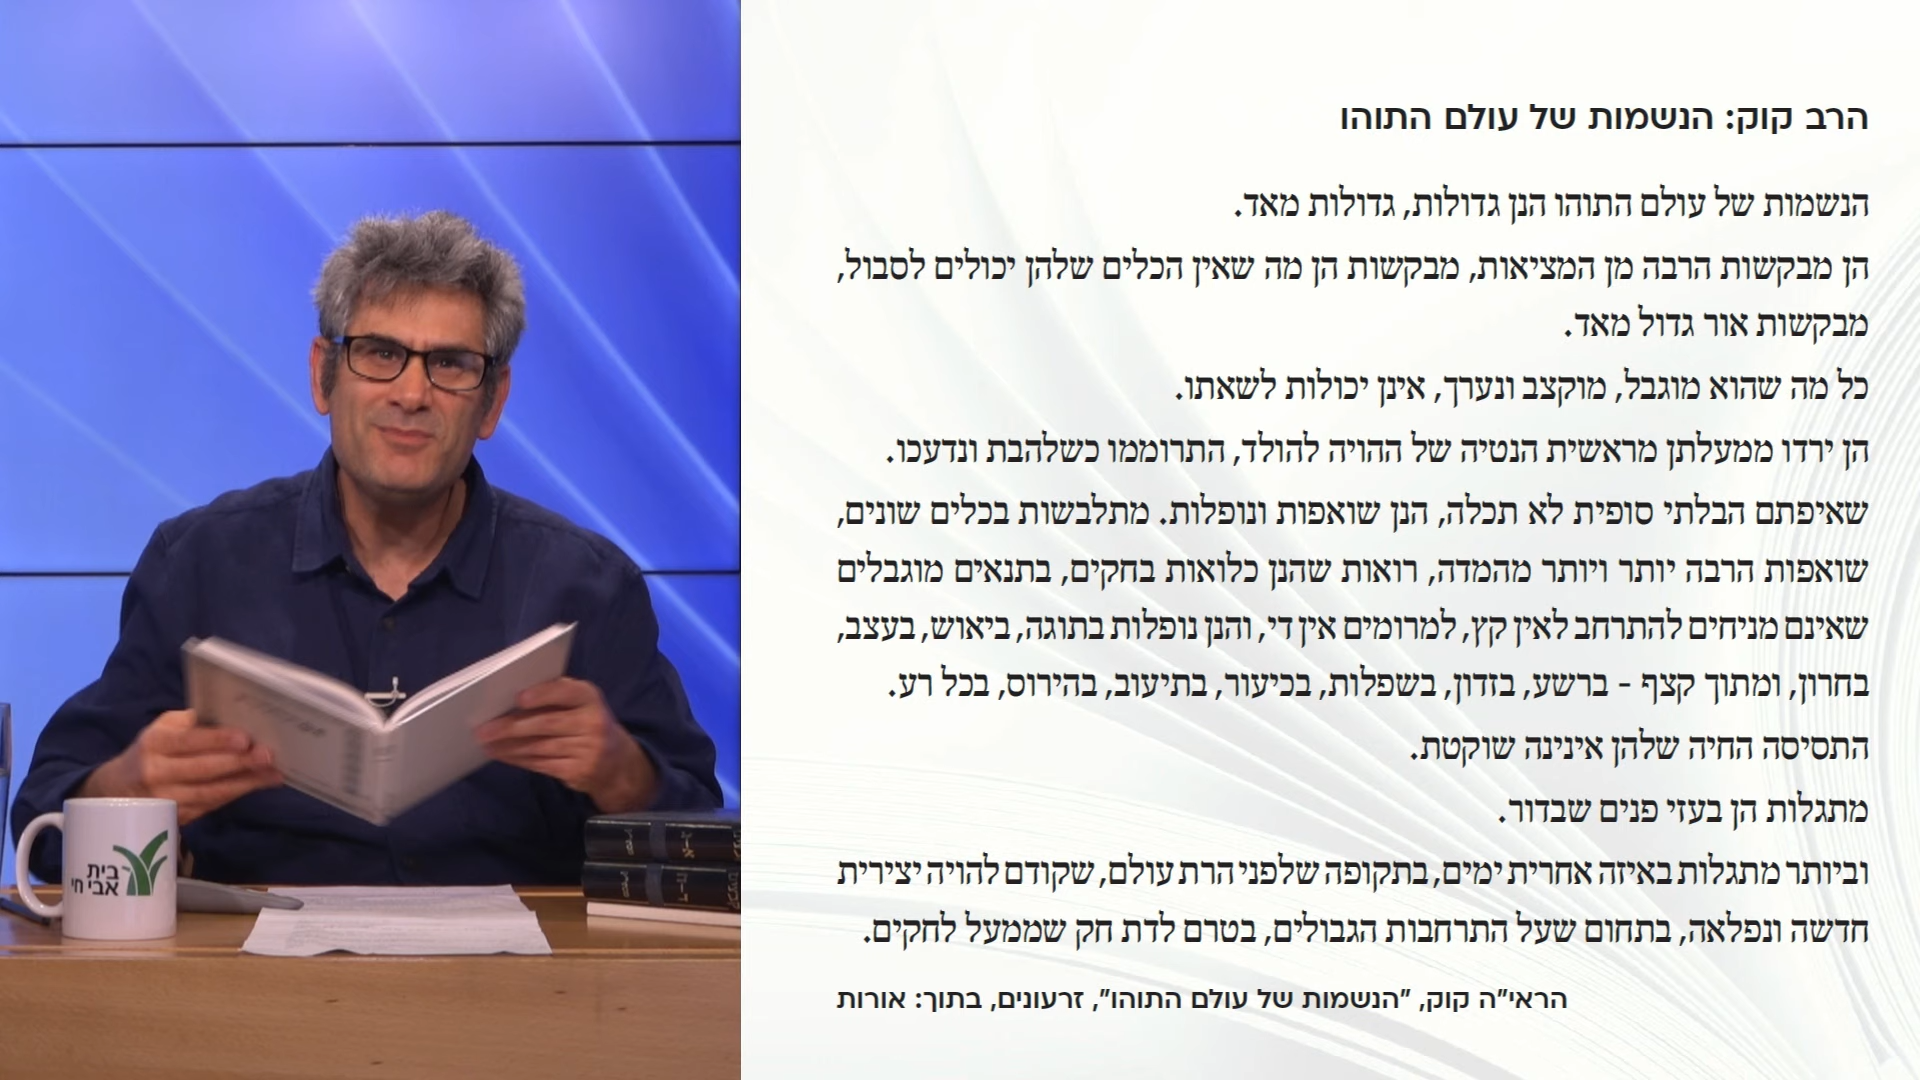 הרב קוק: הנשמות של עולם התוהו
הנשמות של עולם התוהו הנן גדולות, גדולות מאד.
הן מבקשות הרבה מן המציאות, מבקשות הן מה שאין הכלים שלהן יכולים לסבול,
מבקשות אור גדול מאד.
כל מה שהוא מוגבל, מוקצב ונערך, אינן יכולות לשאתו.
הן ירדו ממעלתן מראשית הנטיה של ההויה להולד, התרוממו כשלהבת ונדעכו.
שאיפתם הבלתי סופית לא תכלה, הנן שואפות ונופלות. מתלבשות בכלים שונים,
שואפות הרבה יותר ויותר מהמדה, רואות שהנן כלואות בחקים, בתנאים מוגבלים
שאינם מניחים להתרחב לאין קץ, למרומים אין די, והנן נופלות בתוגה, ביאוש, בעצב,
בחרון, ומתוך קצף - ברשע, בזדון, בשפלות, בכיעור, בתיעוב, בהירוס, בכל רע.
התסיסה החיה שלהן אינינה שוקטת.
מתגלות הן בעזי פנים שבדור.
וביותר מתגלות באיזה אחרית ימים, בתקופה שלפני הרת עולם, שקודם להויה יצירית
חדשה ונפלאה, בתחום שעל התרחבות הגבולים, בטרם לדת חק שממעל לחקים.
הראי"ה קוק, "הנשמות של עולם התוהו", זרעונים, בתוך: אורות
בית
אבי חי